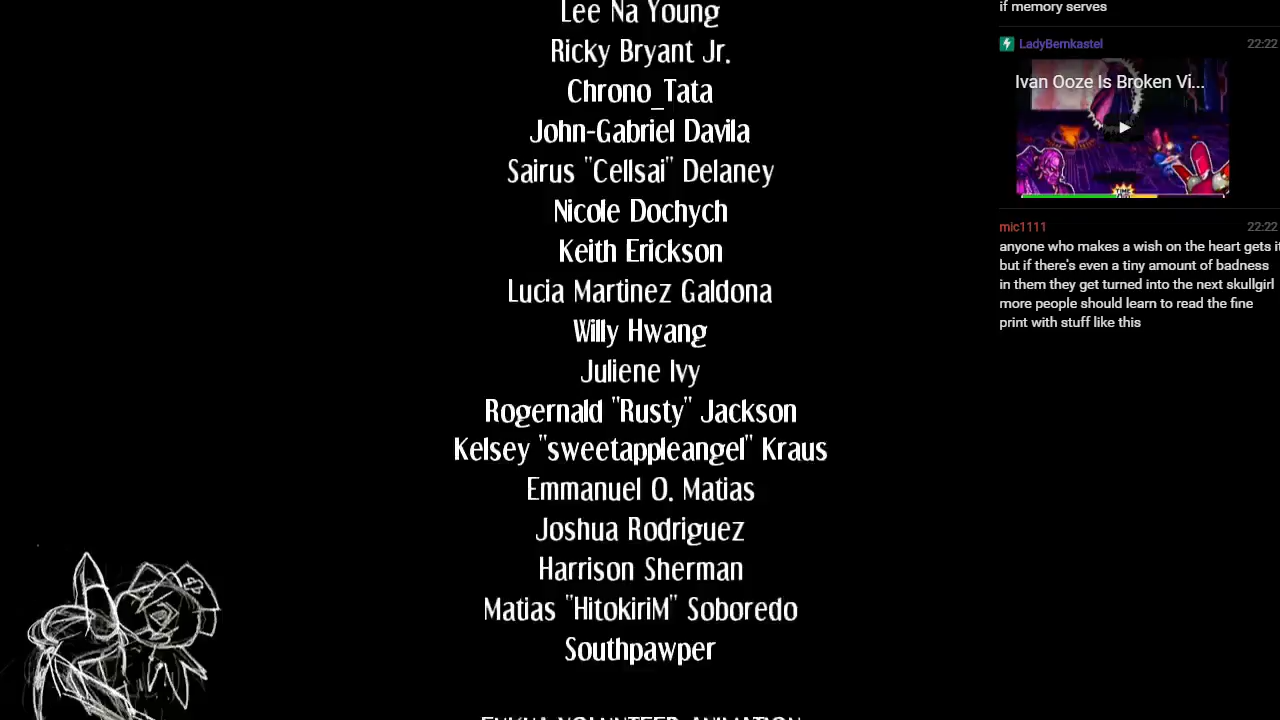 Lee Na Young
Ricky Bryant Jr.
Chrono_Tata
John-Gabriel Davila
Sairus "Cellsai" Delaney
Nicole Dochych
Keith Erickson
Lucia Martinez Galdona
Willy Hwang
Juliene Ivy
Rogernald "Rusty" Jackson
Kelsey "sweetappleangel" Kraus
Emmanuel O. Matias
Joshua Rodriguez
Harrison Sherman
Matias "HitokiriM" Soboredo
Southpawper
if memory serves
LadyBernkastel 22:22
Ivan Ooze Is Broken Vi...
mic1111 22:22
anyone who makes a wish on the heart gets it
but if there's even a tiny amount of badness
in them they get turned into the next skullgirl
more people should learn to read the fine
print with stuff like this